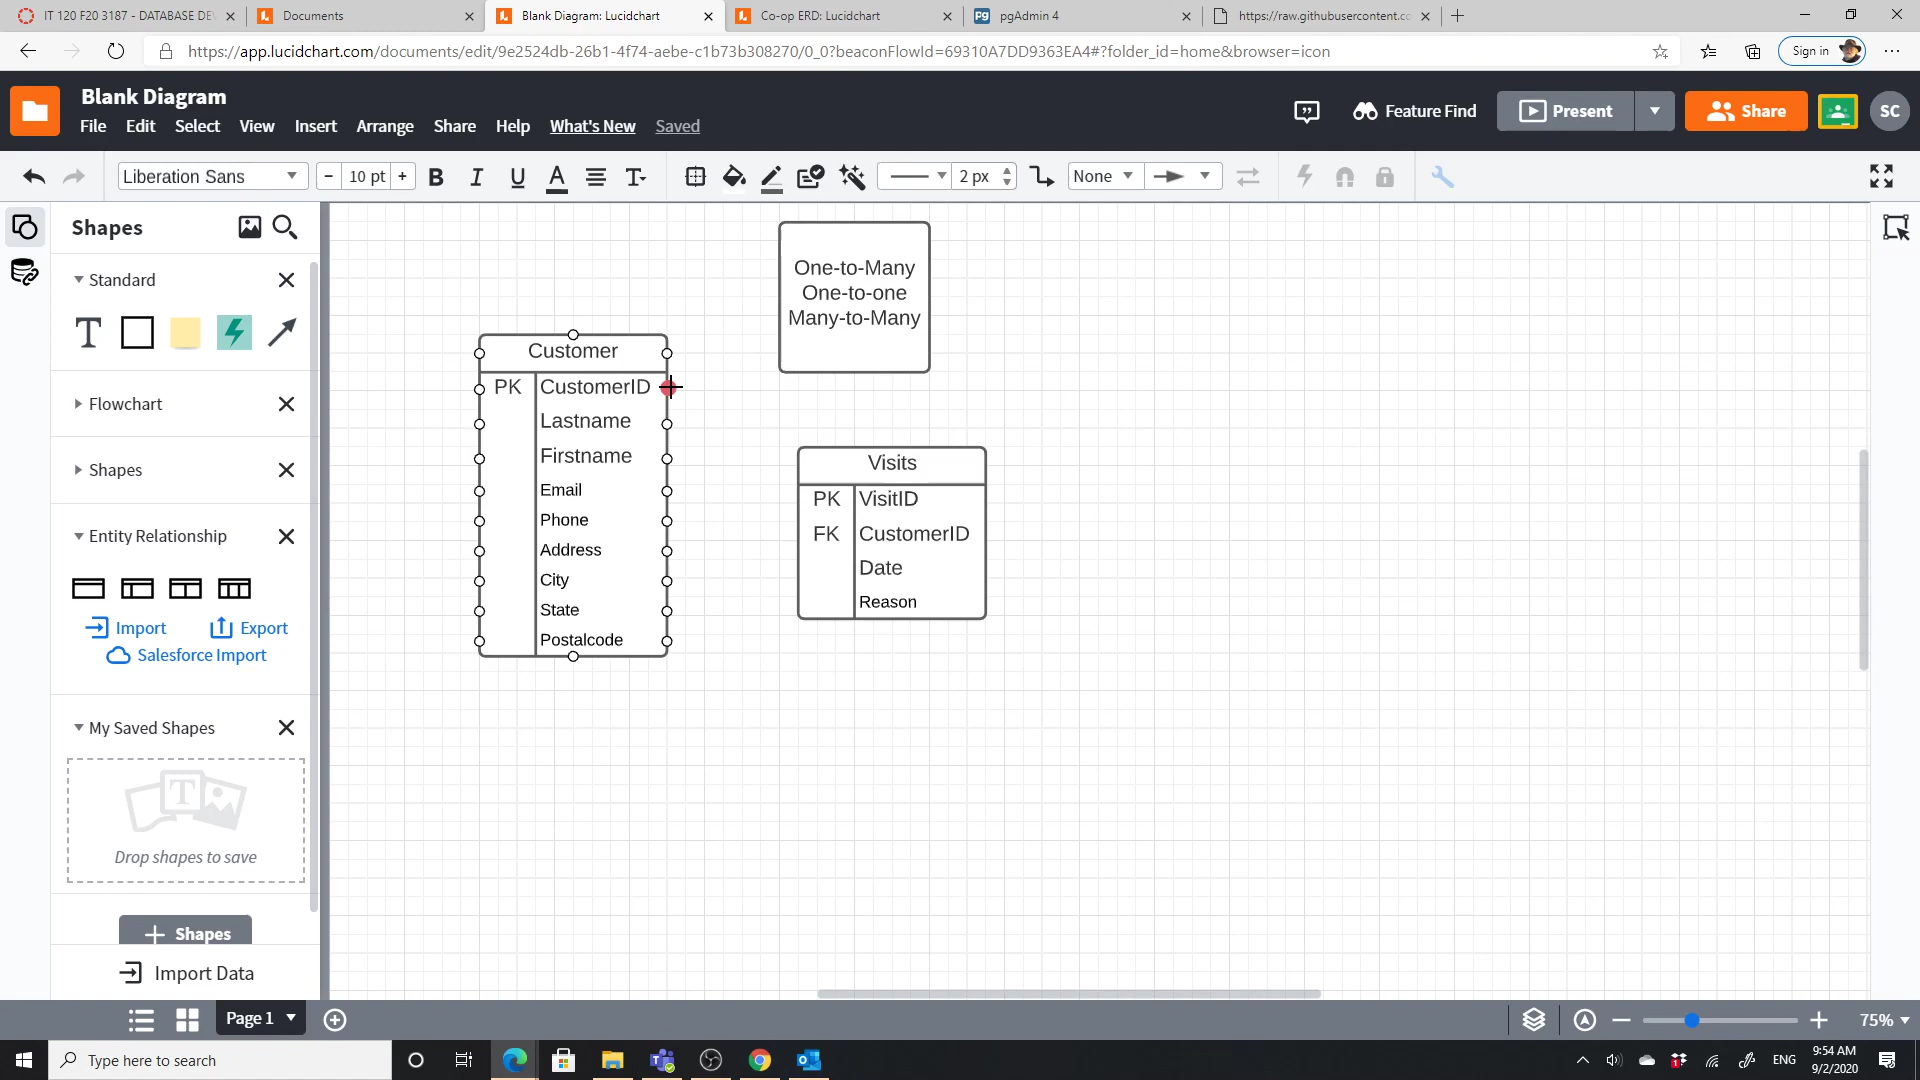 IT 120 F20 3187 - DATABASE DE
Documents
Blank Diagram: Lucidchart
Co-op ERD: Lucidchart
pgAdmin 4
https://raw.githubusercontent.cc
https://app.lucidchart.com/documents/edit/9e2524db-26b1-4f74-aebe-c1b73b308270/0_0?beaconFlowId=69310A7DD9363EA4#?folder_id=home&browser=icon
Sign in
Blank Diagram
File Edit Select View Insert Arrange Share Help What's New Saved
Feature Find
Present
Share
SC
Liberation Sans
- 10 pt +
B I U A T
2 px
None
Shapes
Standard
T
Flowchart
Shapes
Entity Relationship
Import
Export
Salesforce Import
My Saved Shapes
T
Drop shapes to save
+ Shapes
Import Data
One-to-Many
One-to-one
Many-to-Many
Customer
PK CustomerID
Lastname
Firstname
Email
Phone
Address
City
State
Postalcode
Visits
PK VisitID
FK CustomerID
Date
Reason
Page 1
75%
Type here to search
ENG
9:54 AM
9/2/2020